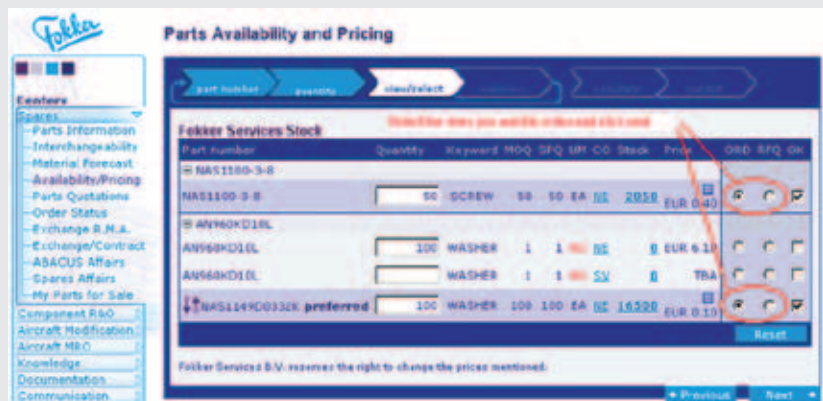 Fokker
Parts Availability and Pricing
part number quantity view/select
Centers
Spares
Parts Information
Interchangeability
Material Forecast
Availability/Pricing
Parts Quotations
Order Status
Exchange R.M.A.
Exchange/Contract
ABACUS Affairs
Spares Affairs
My Parts for Sale
Component R&O
Aircraft Modification
Aircraft MRO
Knowledge
Documentation
Communication
Fokker Services Stock
Part number Quantity Keyword MOQ SPQ UM CO Stock Price ORD RFQ OK
NAS1100-3-8
NAS1100-3-8 50 SCREW 50 50 EA NE 2050 EUR 0.40
AN960KD10L
AN960KD10L 100 WASHER 1 1 NE 0 EUR 6.10
AN960KD10L WASHER 1 1 SV 0 TBA
NAS1149D0332K preferred 100 WASHER 100 100 EA NE 16500 EUR 0.10
Reset
Fokker Services B.V. reserves the right to change the prices mentioned.
Previous Next